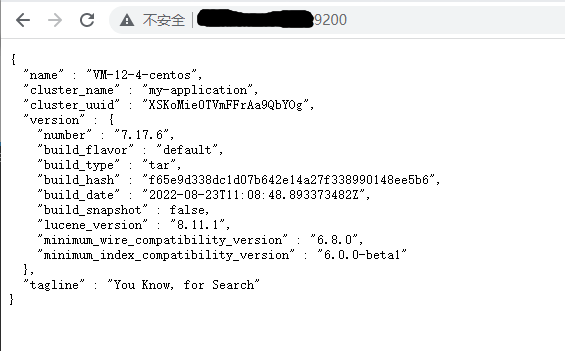 不安全 | 9200
{
"name" : "VM-12-4-centos",
"cluster_name" : "my-application",
"cluster_uuid" : "XSKoMieOTVmFFrAa9QbYOg",
"version" : {
"number" : "7.17.6",
"build_flavor" : "default",
"build_type" : "tar",
"build_hash" : "f65e9d338dc1d07b642e14a27f338990148ee5b6",
"build_date" : "2022-08-23T11:08:48.893373482Z",
"build_snapshot" : false,
"lucene_version" : "8.11.1",
"minimum_wire_compatibility_version" : "6.8.0",
"minimum_index_compatibility_version" : "6.0.0-beta1"
},
"tagline" : "You Know, for Search"
}